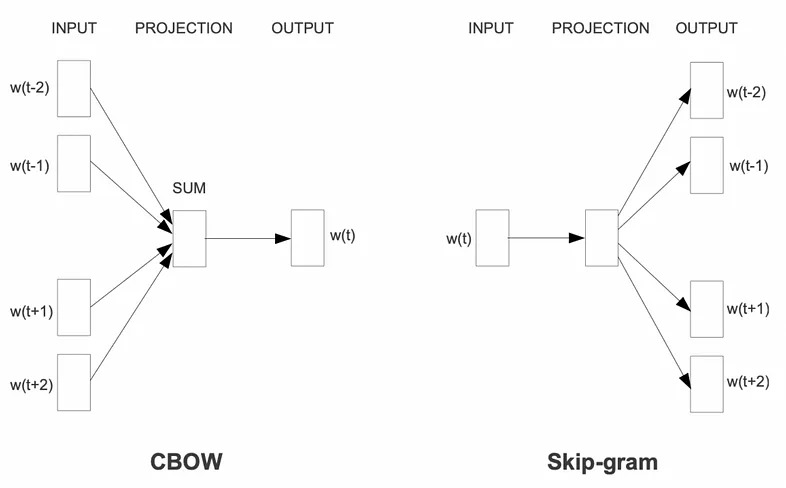 INPUT PROJECTION OUTPUT
w(t-2)
w(t-1)
SUM
w(t)
w(t+1)
w(t+2)
CBOW
INPUT PROJECTION OUTPUT
w(t-2)
w(t-1)
w(t)
w(t+1)
w(t+2)
Skip-gram